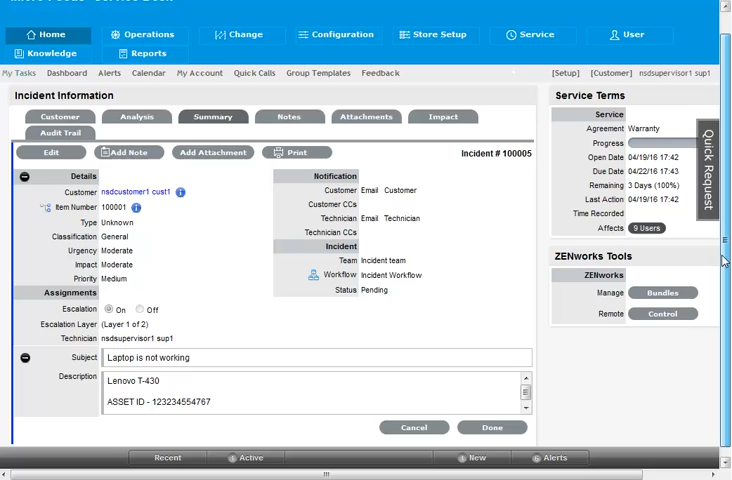 Home
Operations
Change
Configuration
Store Setup
Service
User
Knowledge
Reports
My Tasks Dashboard Alerts Calendar My Account Quick Calls Group Templates Feedback [Setup] [Customer] nsdsupervisor1 sup1
Incident Information
Customer Analysis Summary Notes Attachments Impact
Audit Trail
Edit Add Note Add Attachment Print Incident # 100005
Details
Customer nsdcustomer1 cust1
Item Number 100001
Type Unknown
Classification General
Urgency Moderate
Impact Moderate
Priority Medium
Assignments
Escalation On Off
Escalation Layer (Layer 1 of 2)
Technician nsdsupervisor1 sup1
Notification
Customer Email Customer
Customer CCs
Technician Email Technician
Technician CCs
Incident
Team Incident team
Workflow Incident Workflow
Status Pending
Subject Laptop is not working
Description Lenovo T-430
ASSET ID - 123234554767
Cancel Done
Service Terms
Service
Agreement Warranty
Progress
Open Date 04/19/16 17:42
Due Date 04/22/16 17:43
Remaining 3 Days (100%)
Last Action 04/19/16 17:42
Time Recorded
Affects 9 Users
ZENworks Tools
ZENworks
Manage Bundles
Remote Control
Quick Request
Recent Active New Alerts